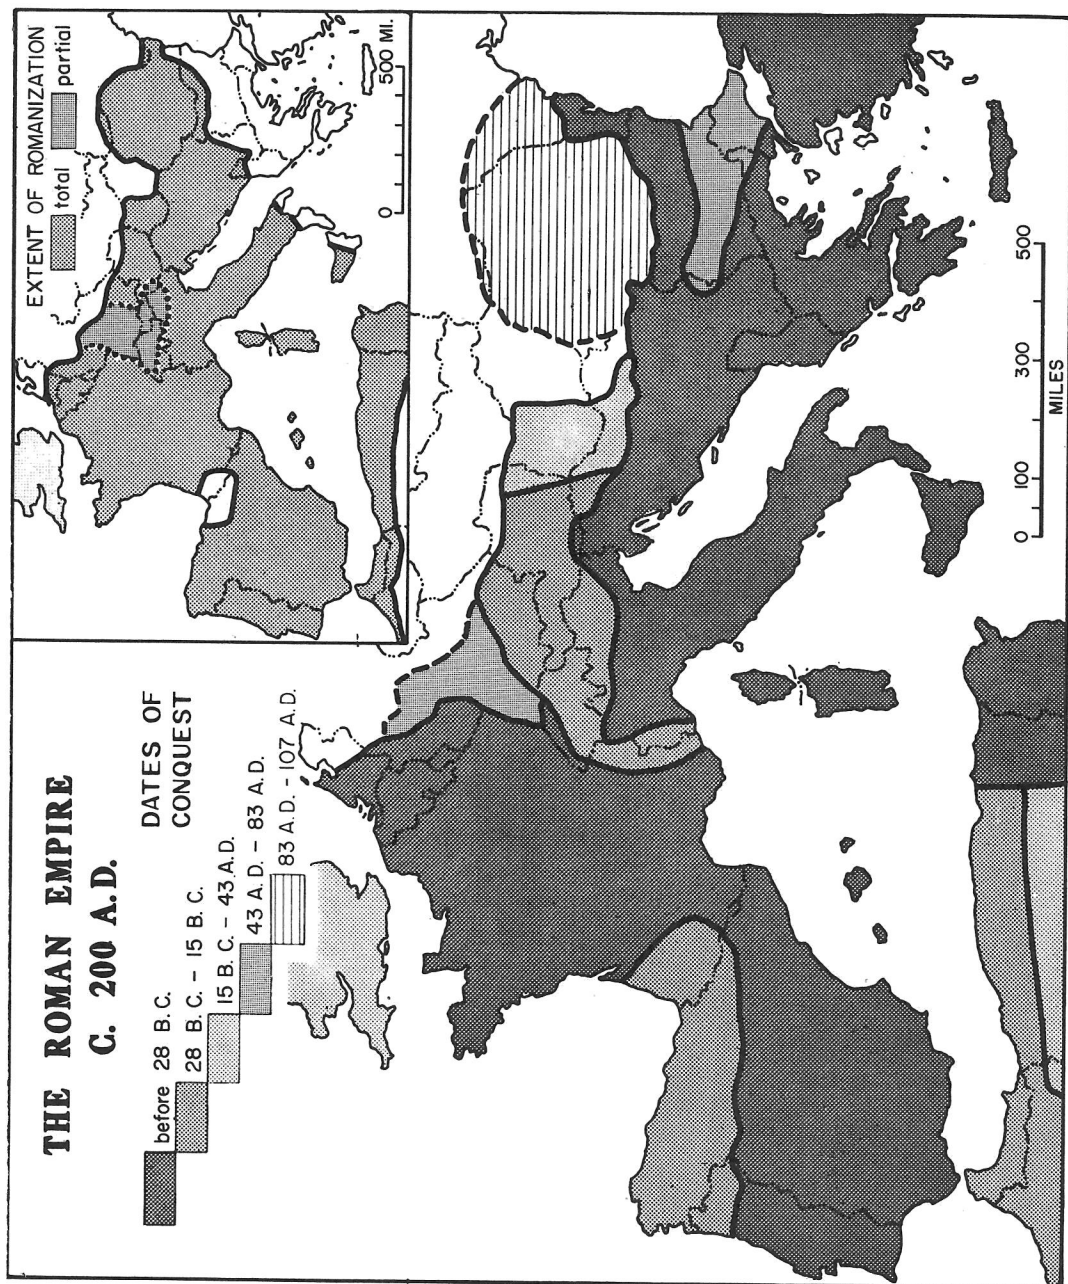 THE ROMAN EMPIRE
C. 200 A.D.
DATES OF
CONQUEST
before 28 B.C.
28 B.C. - 15 B.C.
15 B.C. - 43 A.D.
43 A.D. - 83 A.D.
83 A.D. - 107 A.D.
EXTENT OF ROMANIZATION
total
partial
0
500 MI.
0
100
300
500
MILES